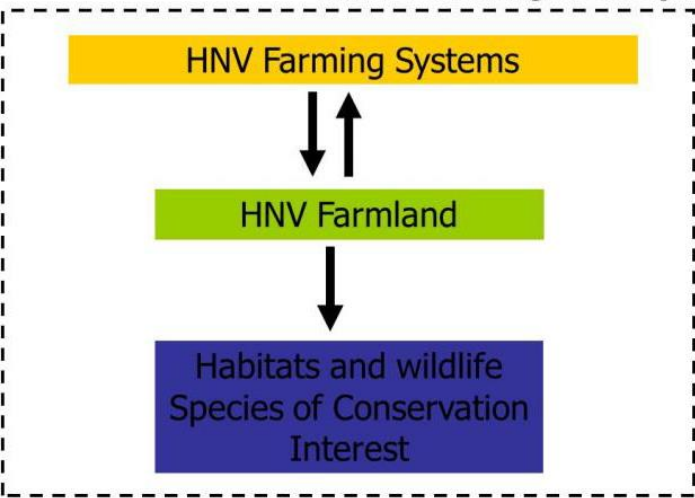 HNV Farming Systems
HNV Farmland
Habitats and wildlife
Species of Conservation
Interest